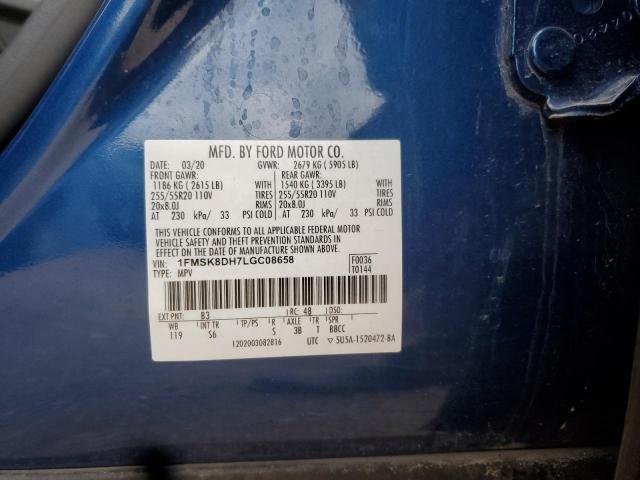 MFD. BY FORD MOTOR CO.
DATE: 03/20 GVWR: 2679 KG ( 5905 LB)
FRONT GAWR: REAR GAWR:
1186 KG ( 2615 LB) WITH 1540 KG ( 3395 LB) WITH
255/55R20 110V TIRES 255/55R20 110V TIRES
20x8.0J RIMS 20x8.0J RIMS
AT 230 kPa/ 33 PSI COLD AT 230 kPa/ 33 PSI COLD
THIS VEHICLE CONFORMS TO ALL APPLICABLE FEDERAL MOTOR
VEHICLE SAFETY AND BUMPER AND THEFT PREVENTION STANDARDS IN
EFFECT ON THE DATE OF MANUFACTURE SHOWN ABOVE.
VIN: 1FMSK8DH7LGC08658 F0036
TYPE: MPV T0144
EXT PNT: B3 RC: 48 DSO:
WB INT TR TP/PS R AXLE TR SPR
119 S6 S 3B T BBCC
1202003082816 UTC ▽ 5U5A-1520472-BA